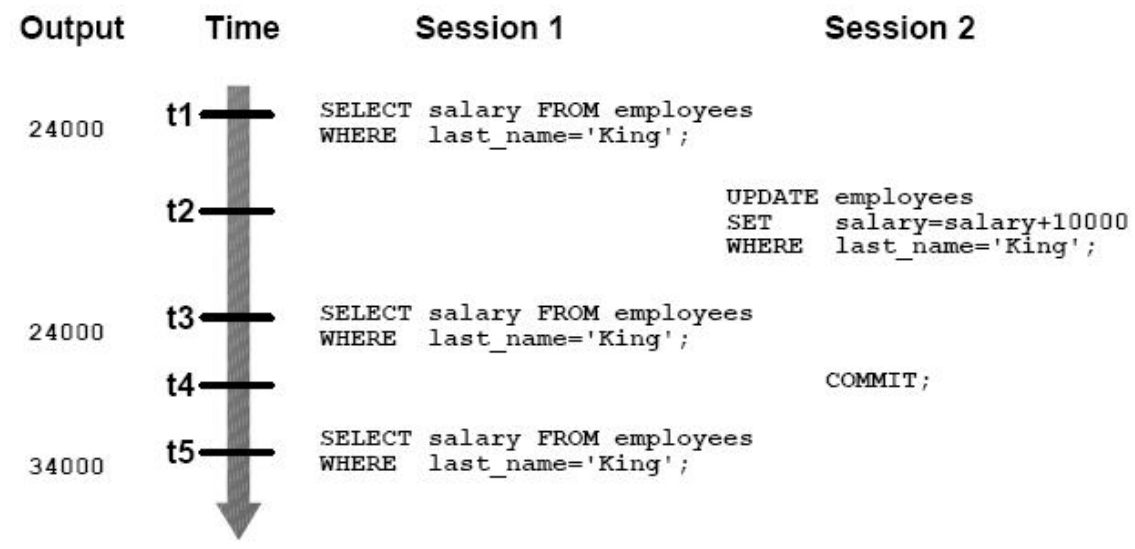 Output Time Session 1 Session 2
t1
24000
SELECT salary FROM employees
WHERE last_name='King';
t2
UPDATE employees
SET salary=salary+10000
WHERE last_name='King';
t3
24000
SELECT salary FROM employees
WHERE last_name='King';
t4
COMMIT;
t5
34000
SELECT salary FROM employees
WHERE last_name='King';